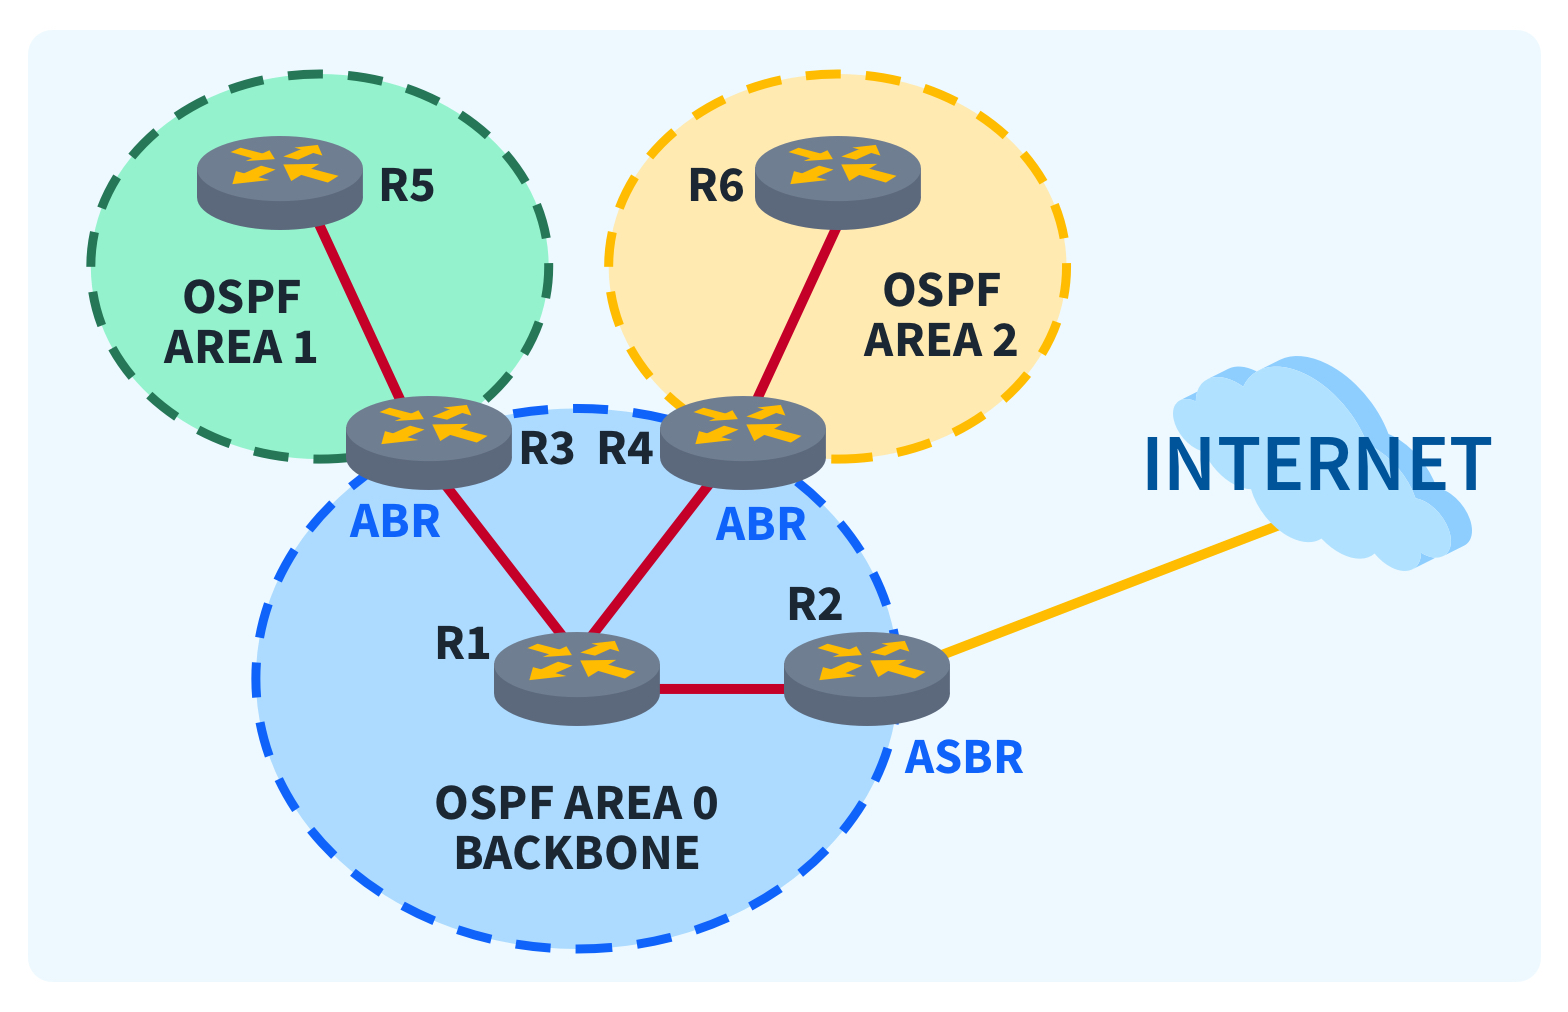 R5
R6
OSPF
AREA 1
OSPF
AREA 2
R3
R4
INTERNET
ABR
ABR
R2
R1
ASBR
OSPF AREA 0
BACKBONE